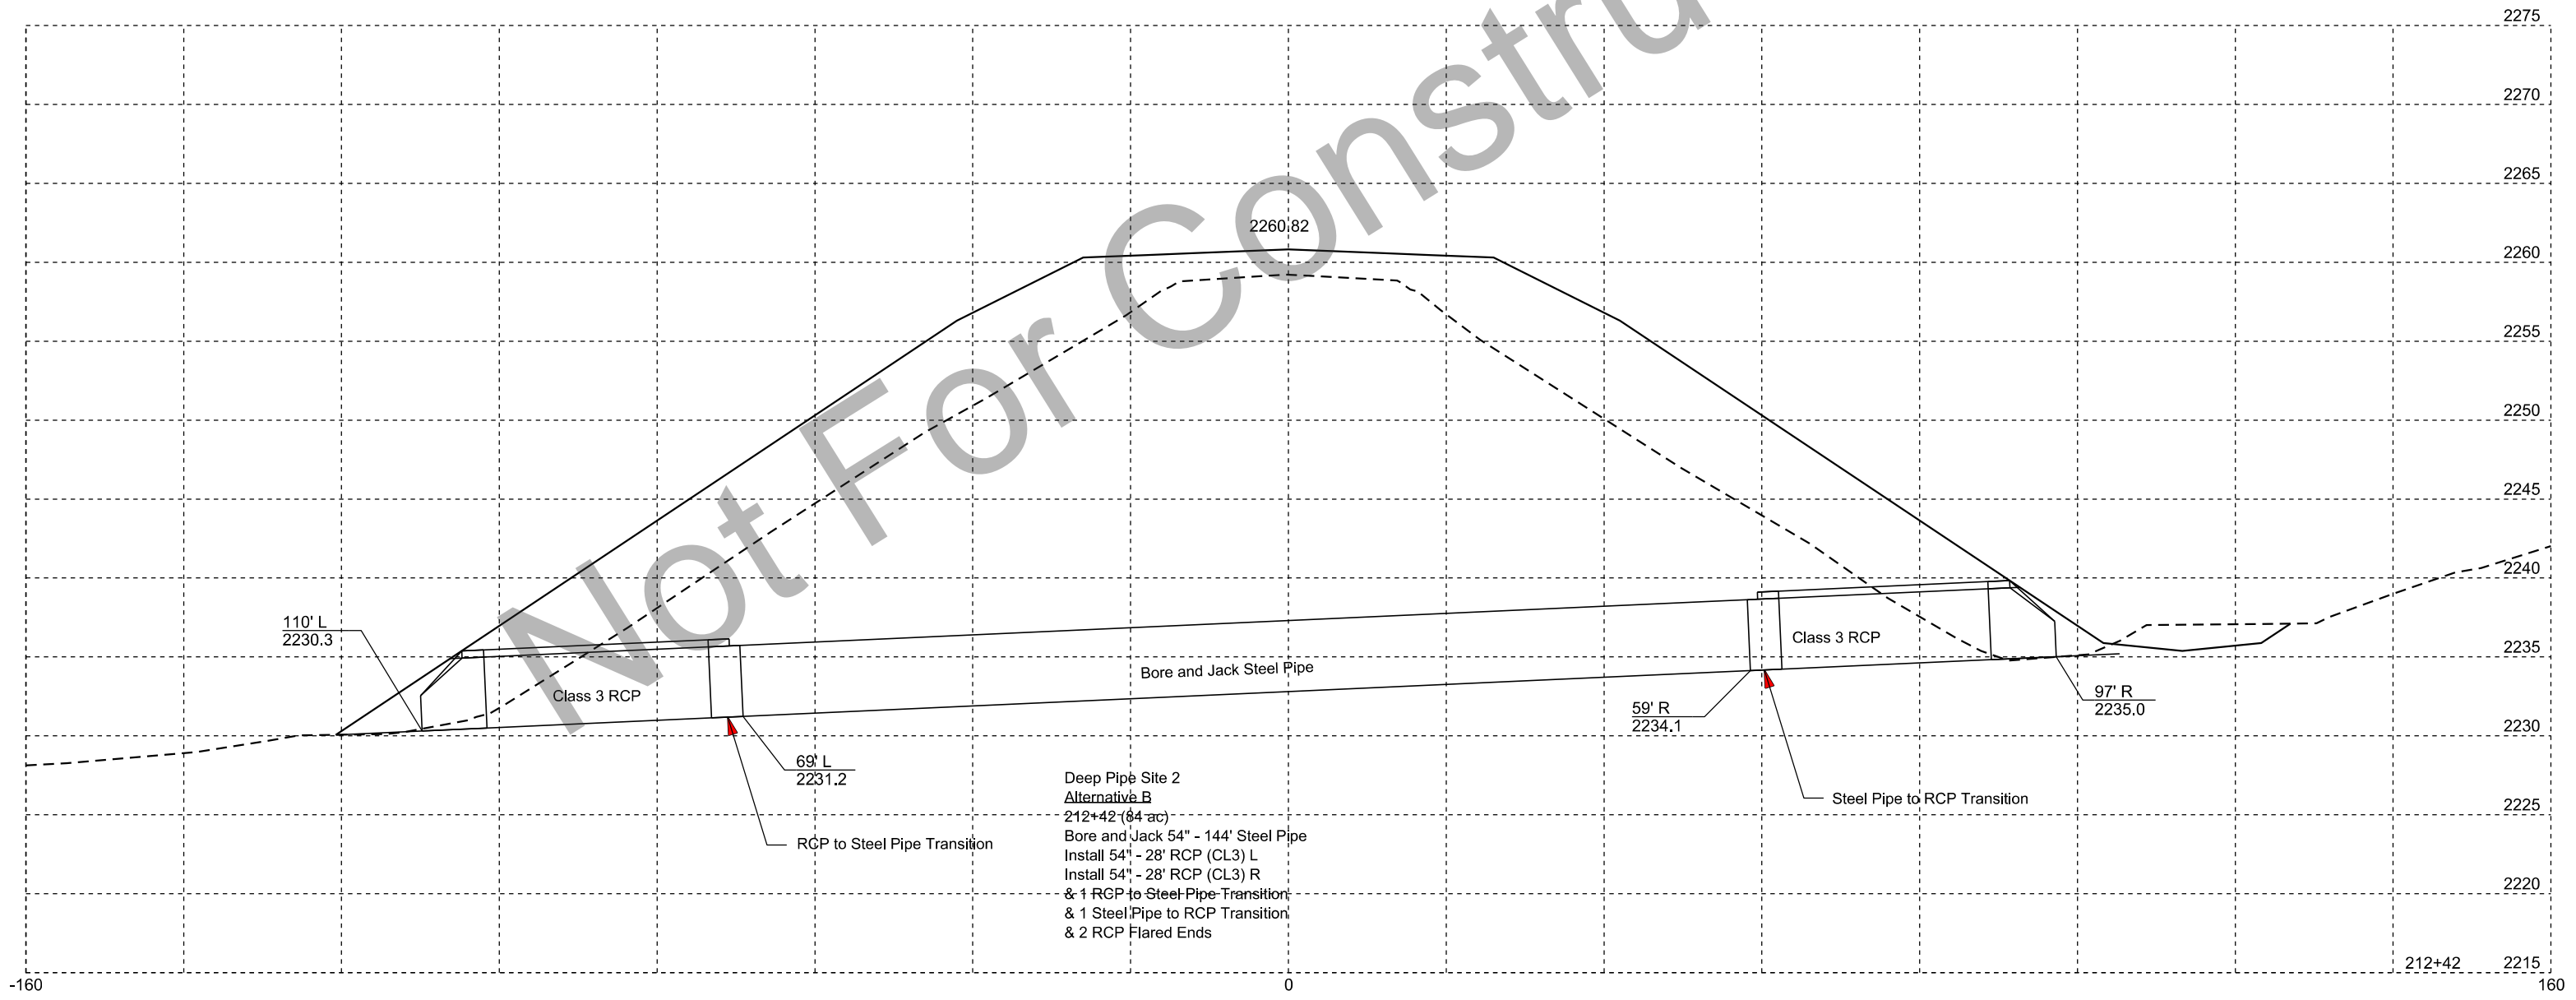 Not For Constru
2275
2270
2265
2260.82
2260
2255
2250
2245
2240
2235
2230
2225
2220
2215
110' L
2230.3
Class 3 RCP
Bore and Jack Steel Pipe
Class 3 RCP
97' R
2235.0
59' R
2234.1
69' L
2231.2
RCP to Steel Pipe Transition
Steel Pipe to RCP Transition
Deep Pipe Site 2
Alternative B
212+42 (84 ac)
Bore and Jack 54" - 144' Steel Pipe
Install 54" - 28' RCP (CL3) L
Install 54" - 28' RCP (CL3) R
& 1 RCP to Steel Pipe Transition
& 1 Steel Pipe to RCP Transition
& 2 RCP Flared Ends
212+42
-160
0
160